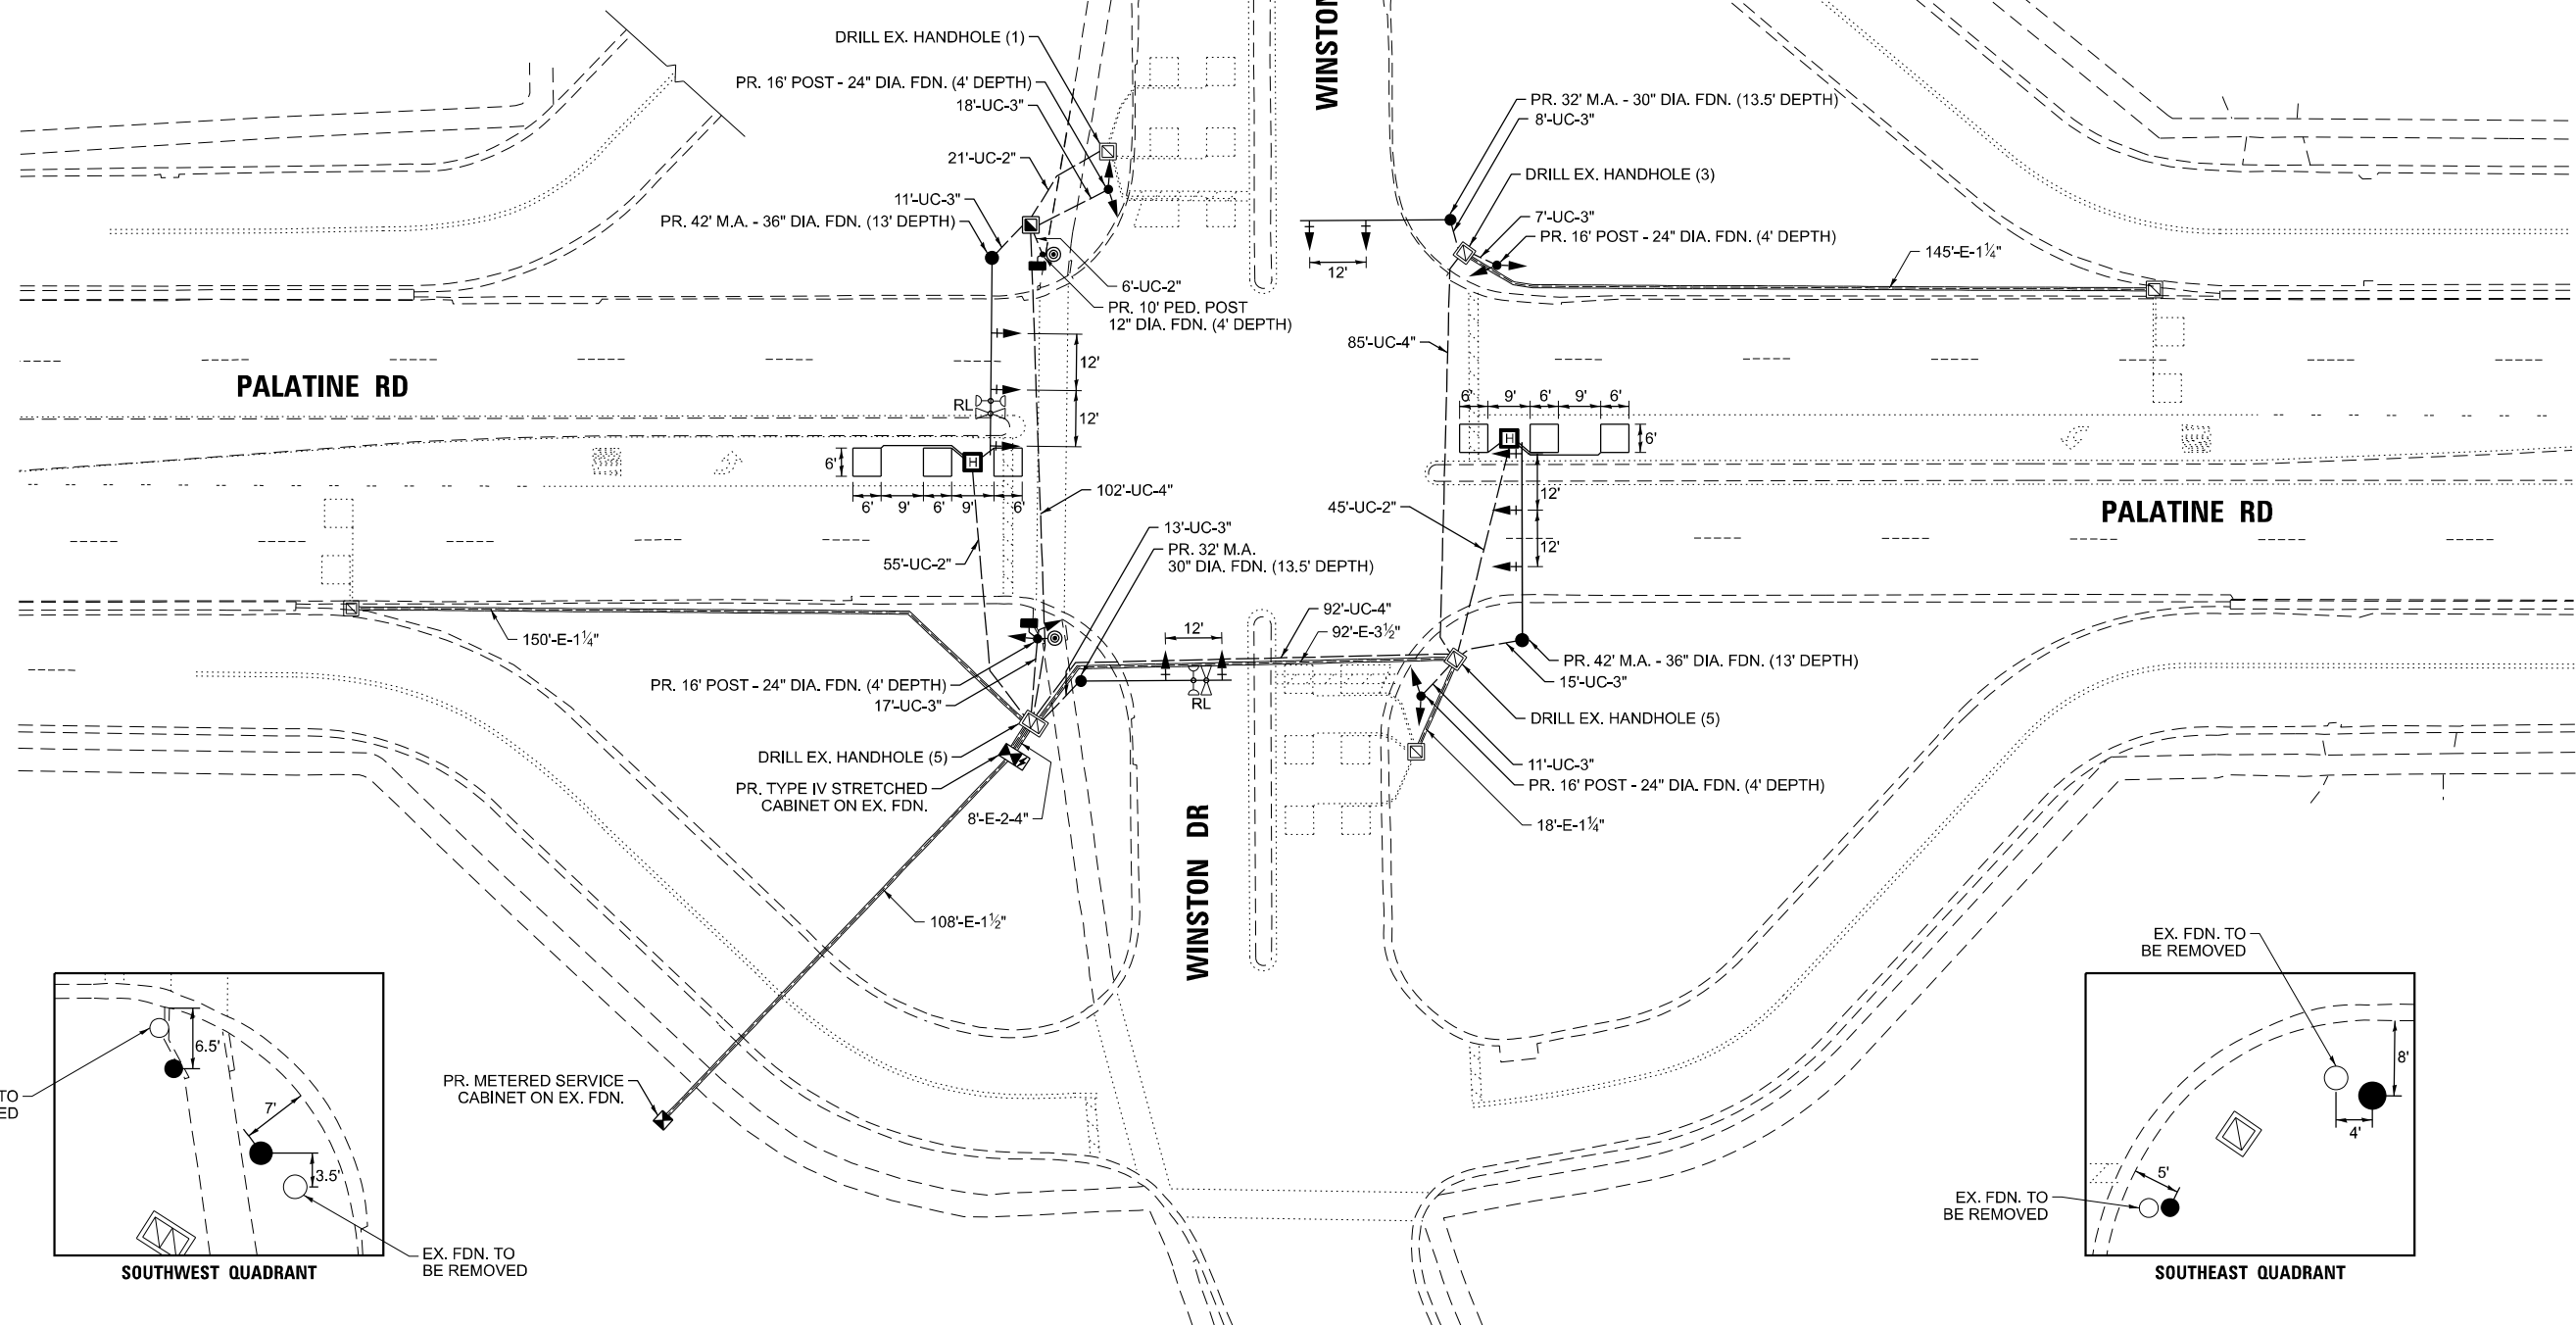 WINSTON
DRILL EX. HANDHOLE (1)
PR. 16' POST - 24" DIA. FDN. (4' DEPTH)
18'-UC-3"
21'-UC-2"
11'-UC-3"
PR. 42' M.A. - 36" DIA. FDN. (13' DEPTH)
6'-UC-2"
PR. 10' PED. POST
12" DIA. FDN. (4' DEPTH)
PR. 32' M.A. - 30" DIA. FDN. (13.5' DEPTH)
8'-UC-3"
DRILL EX. HANDHOLE (3)
7'-UC-3"
PR. 16' POST - 24" DIA. FDN. (4' DEPTH)
145'-E-1¼"
12'
85'-UC-4"
12'
12'
RL
PALATINE RD
6'
6' 9' 6' 9' 6'
102'-UC-4"
55'-UC-2"
H
6' 9' 6' 9' 6'
6'
H
12'
12'
45'-UC-2"
PALATINE RD
13'-UC-3"
PR. 32' M.A.
30" DIA. FDN. (13.5' DEPTH)
150'-E-1¼"
12'
92'-UC-4"
92'-E-3½"
RL
PR. 16' POST - 24" DIA. FDN. (4' DEPTH)
17'-UC-3"
DRILL EX. HANDHOLE (5)
PR. TYPE IV STRETCHED
CABINET ON EX. FDN.
8'-E-2-4"
PR. 42' M.A. - 36" DIA. FDN. (13' DEPTH)
15'-UC-3"
DRILL EX. HANDHOLE (5)
11'-UC-3"
PR. 16' POST - 24" DIA. FDN. (4' DEPTH)
18'-E-1¼"
WINSTON DR
108'-E-1½"
PR. METERED SERVICE
CABINET ON EX. FDN.
TO
6.5'
7'
3.5'
EX. FDN. TO
BE REMOVED
SOUTHWEST QUADRANT
EX. FDN. TO
BE REMOVED
8'
4'
5'
EX. FDN. TO
BE REMOVED
SOUTHEAST QUADRANT